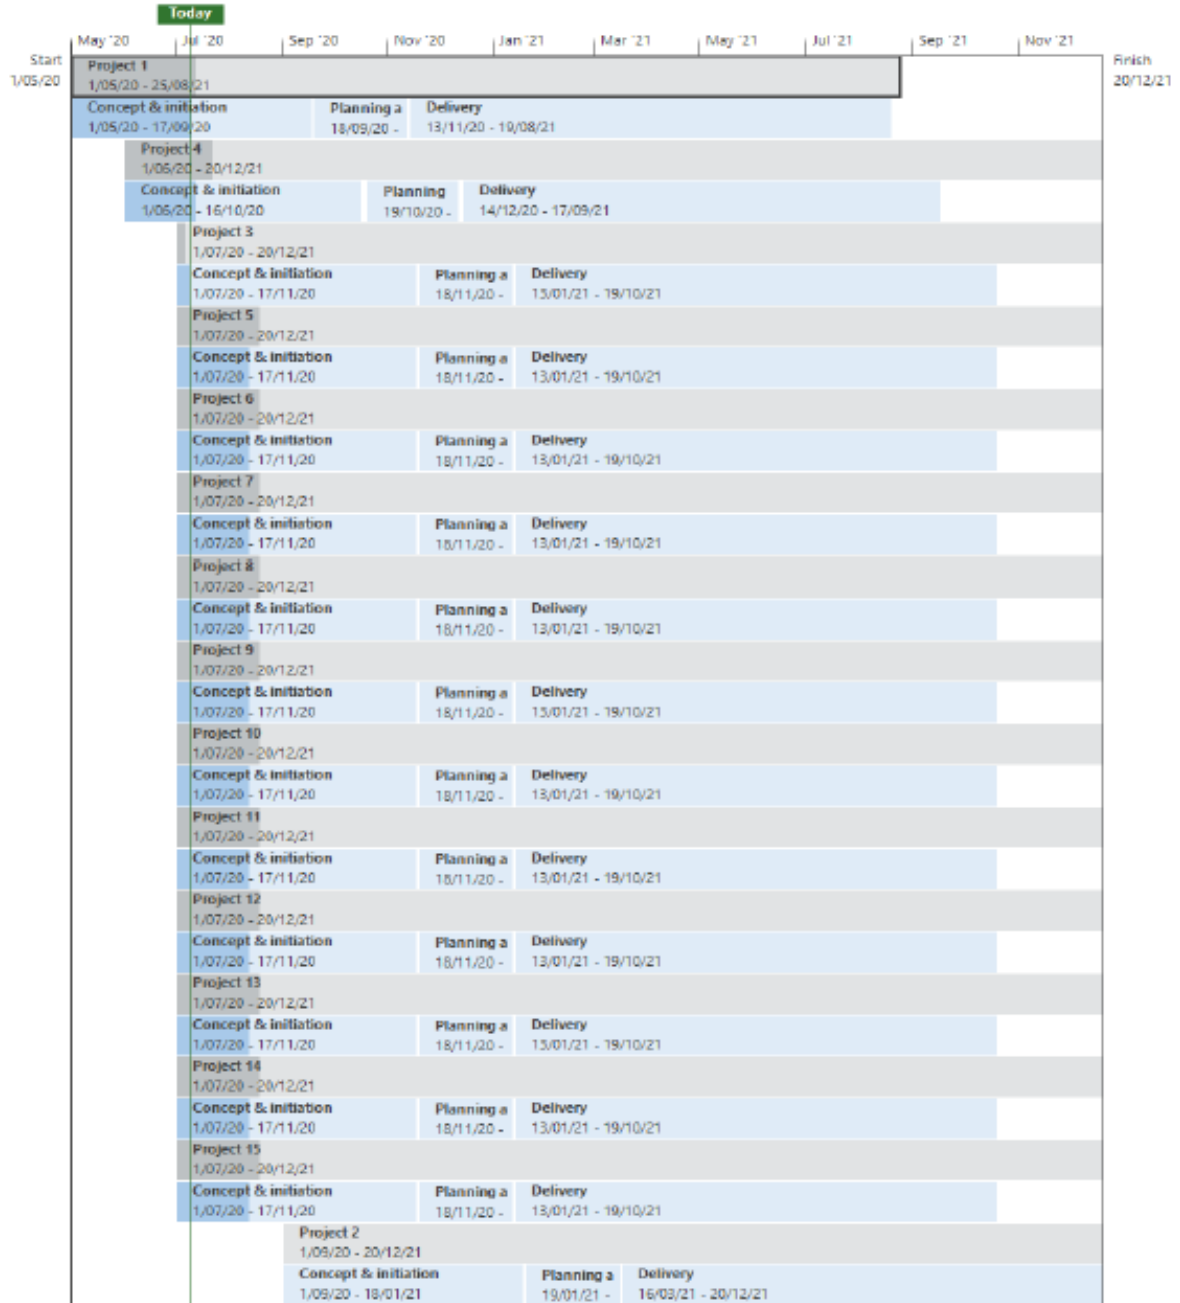 Today
May '20 Jul '20 Sep '20 Nov '20 Jan '21 Mar '21 May '21 Jul '21 Sep '21 Nov '21
Start
1/05/20
Finish
20/12/21
Project 1
1/05/20 - 25/08/21
Concept & initiation Planning a Delivery
1/05/20 - 17/09/20 18/09/20 - 13/11/20 - 19/08/21
Project 4
1/06/20 - 20/12/21
Concept & initiation Planning Delivery
1/06/20 - 16/10/20 19/10/20 - 14/12/20 - 17/09/21
Project 3
1/07/20 - 20/12/21
Concept & initiation Planning a Delivery
1/07/20 - 17/11/20 18/11/20 - 13/01/21 - 19/10/21
Project 5
1/07/20 - 20/12/21
Concept & initiation Planning a Delivery
1/07/20 - 17/11/20 18/11/20 - 13/01/21 - 19/10/21
Project 6
1/07/20 - 20/12/21
Concept & initiation Planning a Delivery
1/07/20 - 17/11/20 18/11/20 - 13/01/21 - 19/10/21
Project 7
1/07/20 - 20/12/21
Concept & initiation Planning a Delivery
1/07/20 - 17/11/20 18/11/20 - 13/01/21 - 19/10/21
Project 8
1/07/20 - 20/12/21
Concept & initiation Planning a Delivery
1/07/20 - 17/11/20 18/11/20 - 13/01/21 - 19/10/21
Project 9
1/07/20 - 20/12/21
Concept & initiation Planning a Delivery
1/07/20 - 17/11/20 18/11/20 - 13/01/21 - 19/10/21
Project 10
1/07/20 - 20/12/21
Concept & initiation Planning a Delivery
1/07/20 - 17/11/20 18/11/20 - 13/01/21 - 19/10/21
Project 11
1/07/20 - 20/12/21
Concept & initiation Planning a Delivery
1/07/20 - 17/11/20 18/11/20 - 13/01/21 - 19/10/21
Project 12
1/07/20 - 20/12/21
Concept & initiation Planning a Delivery
1/07/20 - 17/11/20 18/11/20 - 13/01/21 - 19/10/21
Project 13
1/07/20 - 20/12/21
Concept & initiation Planning a Delivery
1/07/20 - 17/11/20 18/11/20 - 13/01/21 - 19/10/21
Project 14
1/07/20 - 20/12/21
Concept & initiation Planning a Delivery
1/07/20 - 17/11/20 18/11/20 - 13/01/21 - 19/10/21
Project 15
1/07/20 - 20/12/21
Concept & initiation Planning a Delivery
1/07/20 - 17/11/20 18/11/20 - 13/01/21 - 19/10/21
Project 2
1/09/20 - 20/12/21
Concept & initiation Planning a Delivery
1/09/20 - 18/01/21 19/01/21 - 16/03/21 - 20/12/21